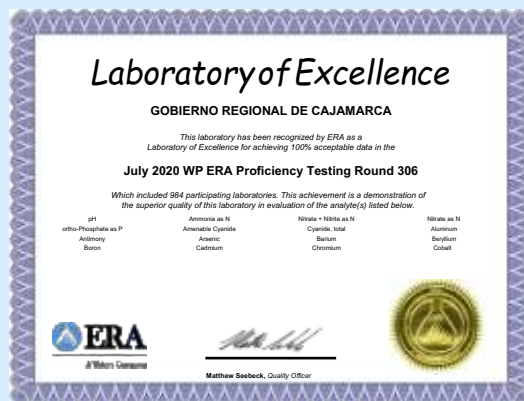 Laboratory of Excellence
GOBIERNO REGIONAL DE CAJAMARCA
This laboratory has been recognized by ERA as a
Laboratory of Excellence for achieving 100% acceptable data in the
July 2020 WP ERA Proficiency Testing Round 306
Which included 984 participating laboratories. This achievement is a demonstration of
the superior quality of this laboratory in evaluation of the analyte(s) listed below.
pH Ammonia as N Nitrate + Nitrite as N Nitrate as N
ortho-Phosphate as P Amenable Cyanide Cyanide, total Aluminum
Antimony Arsenic Barium Beryllium
Boron Cadmium Chromium Cobalt
ERA
A Waters Company
Matthew Seebeck, Quality Officer